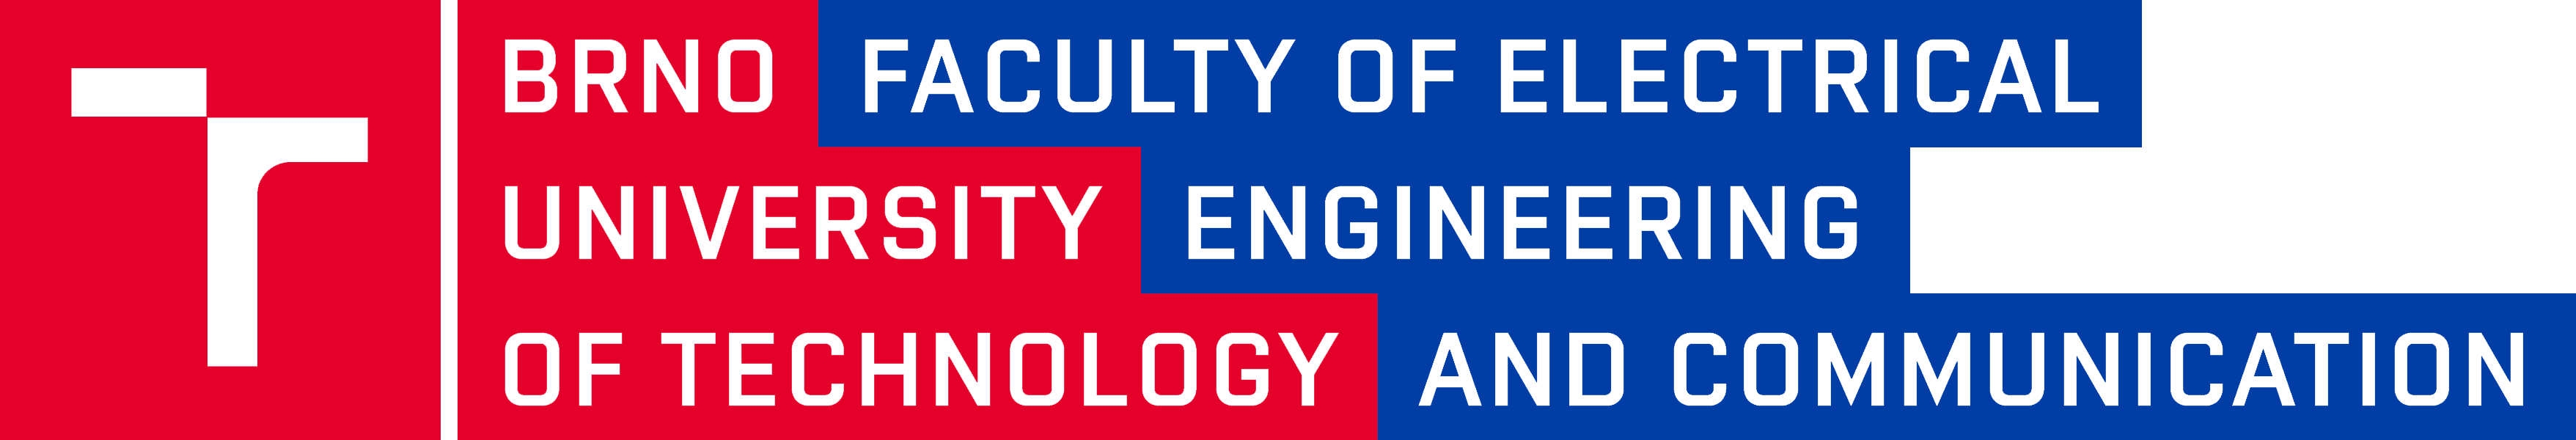 BRNO FACULTY OF ELECTRICAL
UNIVERSITY ENGINEERING
OF TECHNOLOGY AND COMMUNICATION